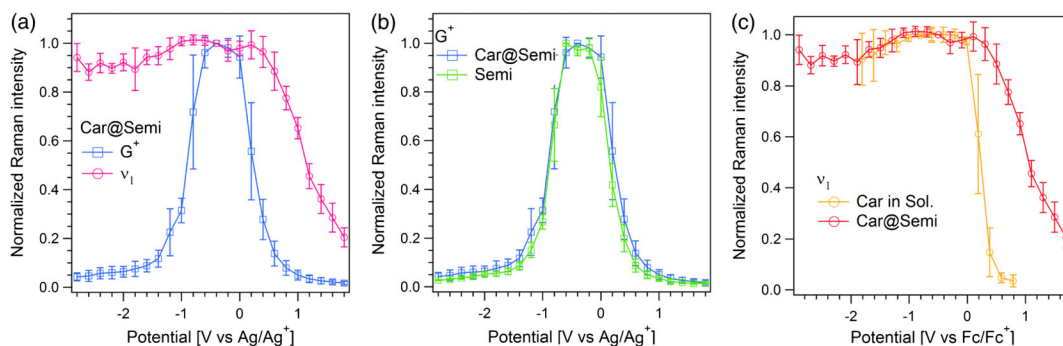 (a)
Normalized Raman intensity
1.0
0.8
0.6
0.4
0.2
0.0
Car@Semi
G+
ν1
-2
-1
0
1
Potential [V vs Ag/Ag+]
(b)
Normalized Raman intensity
1.0
0.8
0.6
0.4
0.2
0.0
G+
Car@Semi
Semi
-2
-1
0
1
Potential [V vs Ag/Ag+]
(c)
Normalized Raman intensity
1.0
0.8
0.6
0.4
0.2
0.0
ν1
Car in Sol.
Car@Semi
-2
-1
0
1
Potential [V vs Fc/Fc+]